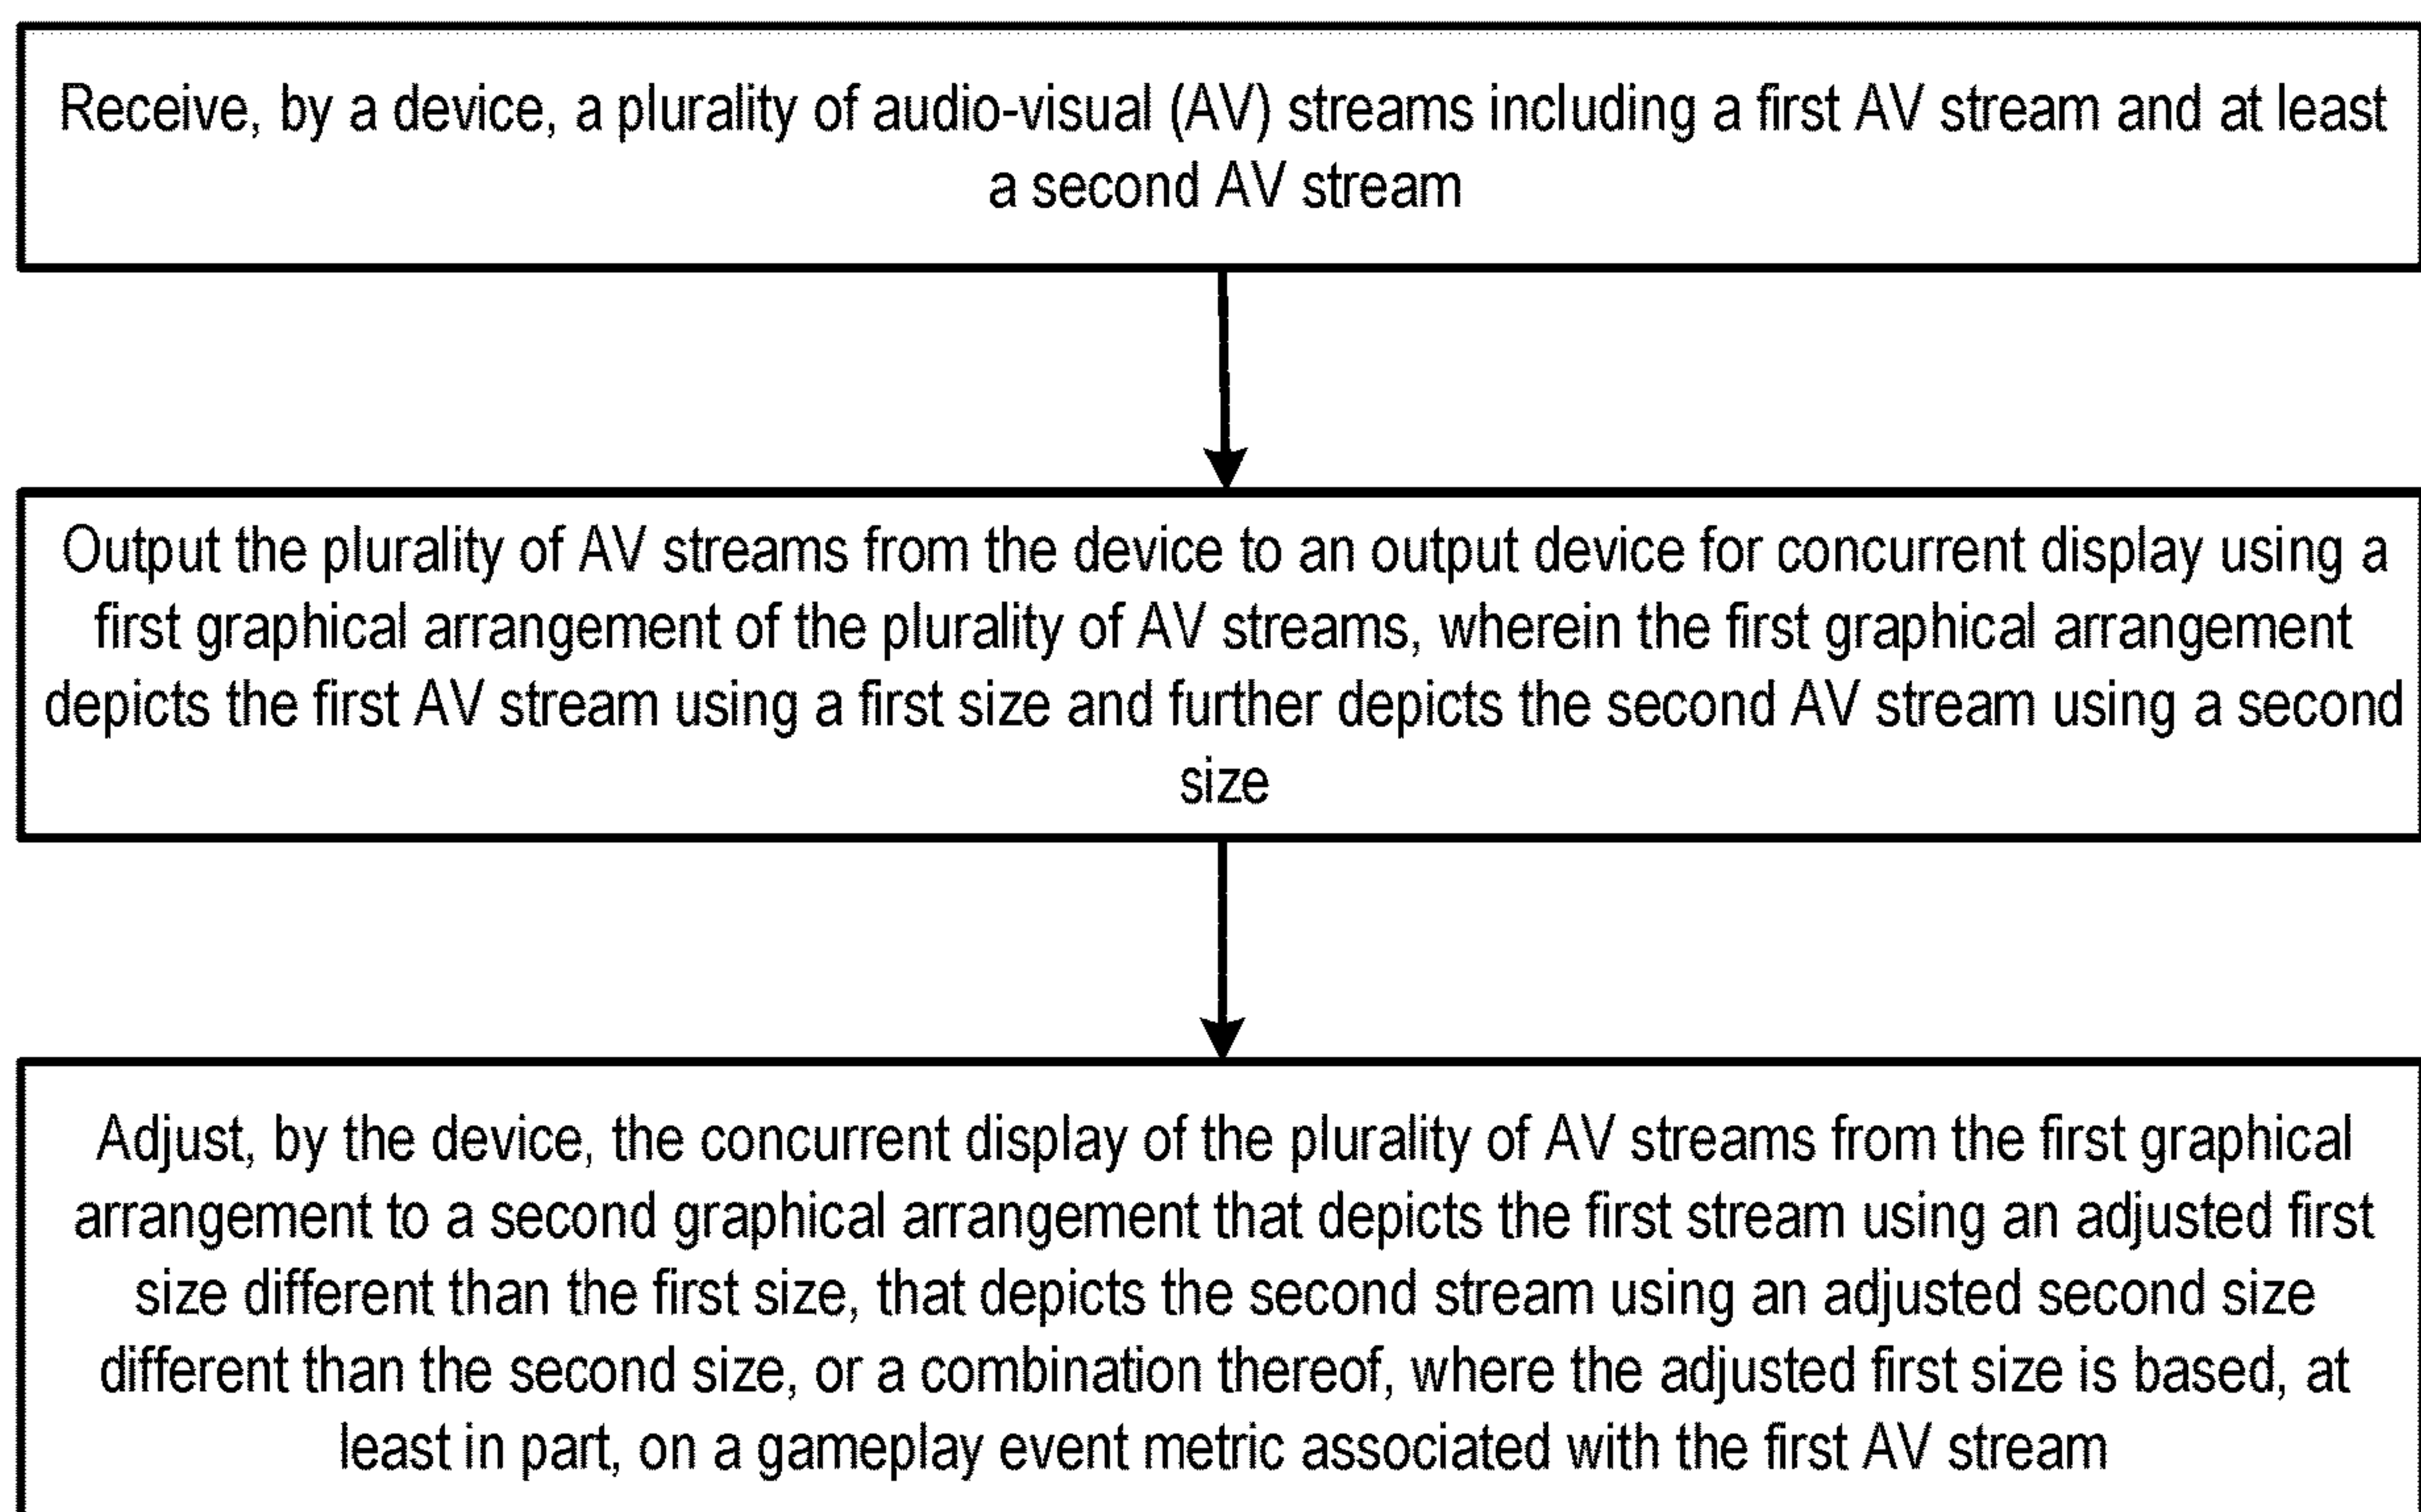 Receive, by a device, a plurality of audio-visual (AV) streams including a first AV stream and at least
a second AV stream
Output the plurality of AV streams from the device to an output device for concurrent display using a
first graphical arrangement of the plurality of AV streams, wherein the first graphical arrangement
depicts the first AV stream using a first size and further depicts the second AV stream using a second
size
Adjust, by the device, the concurrent display of the plurality of AV streams from the first graphical
arrangement to a second graphical arrangement that depicts the first stream using an adjusted first
size different than the first size, that depicts the second stream using an adjusted second size
different than the second size, or a combination thereof, where the adjusted first size is based, at
least in part, on a gameplay event metric associated with the first AV stream